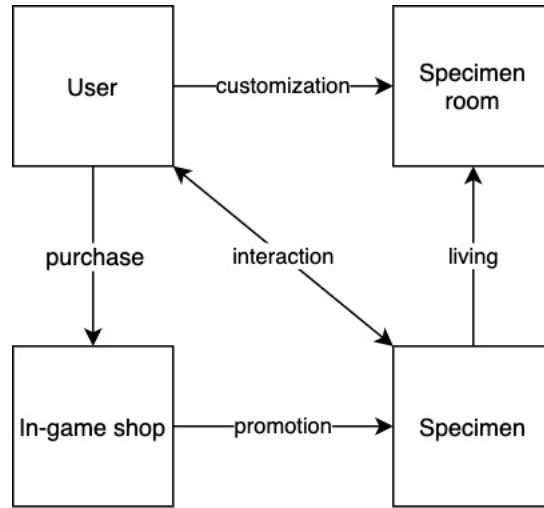 User
customization
Specimen
room
purchase
interaction
living
In-game shop
promotion
Specimen